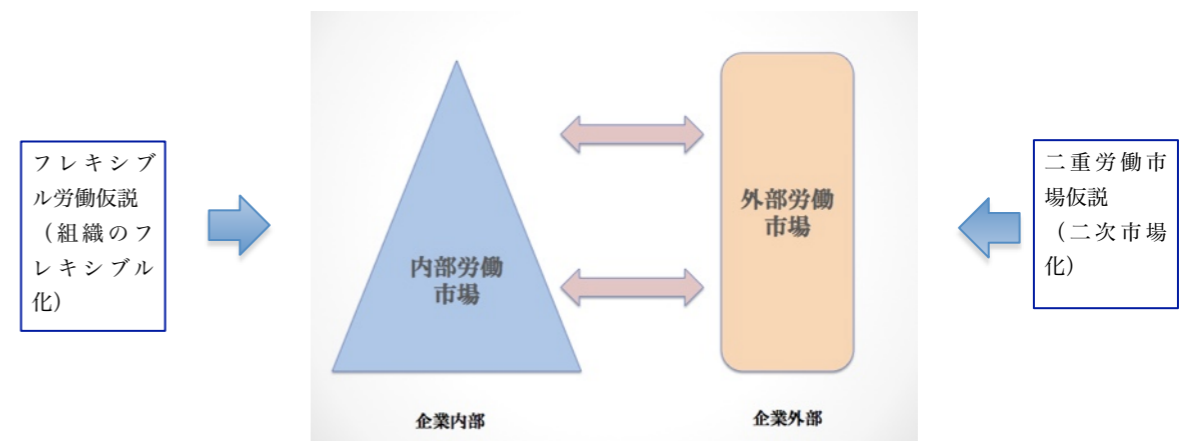 フレキシブ
ル労働仮説
（組織のフ
レキシブル
化）
内部労働
市場
企業内部
外部労働
市場
企業外部
二重労働市
場仮説
（二次市場
化）